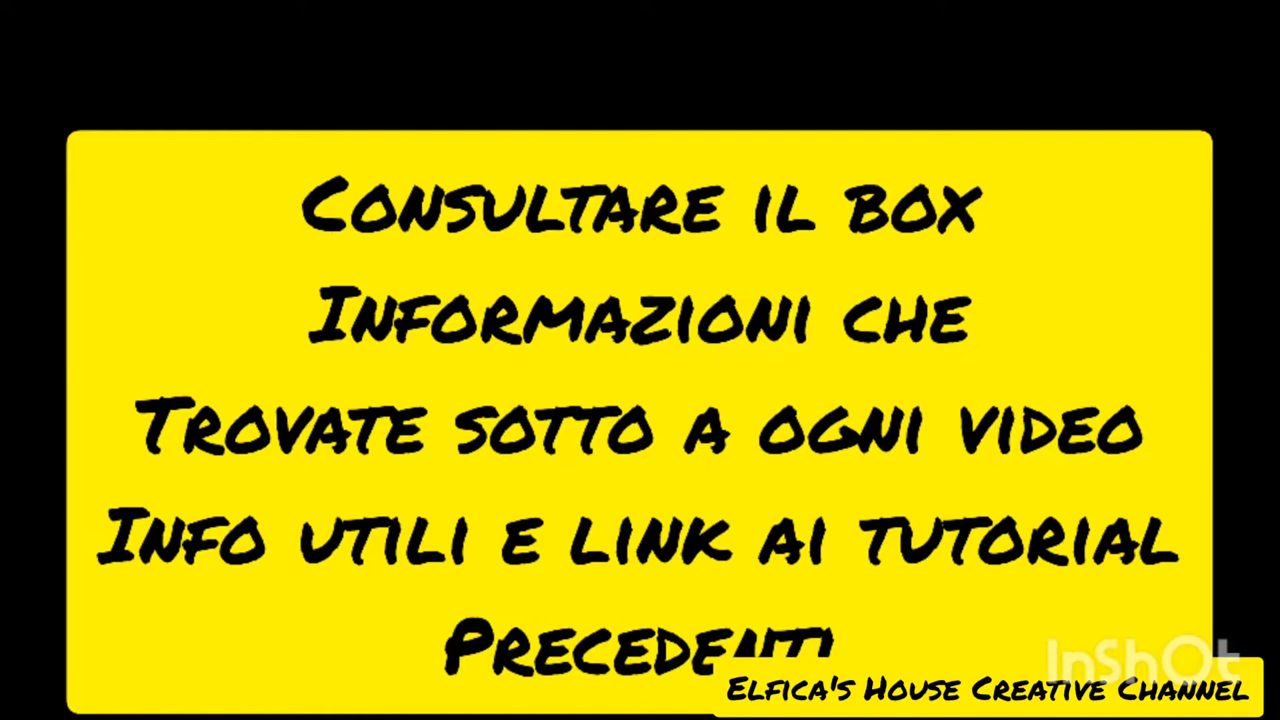 Consultare il box
Informazioni che
Trovate sotto a ogni video
Info utili e link ai tutorial
Precedenti
InShOt
Elfica's House Creative Channel